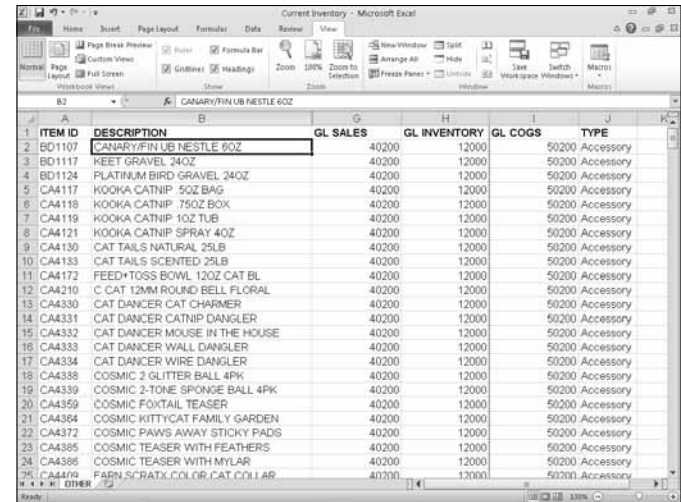 Current Inventory - Microsoft Excel
File Home Insert Page Layout Formulas Data Review View
Normal Page Layout Page Break Preview Custom Views Full Screen Ruler Formula Bar Gridlines Headings Zoom 100% Zoom to Selection New Window Arrange All Freeze Panes Split Hide Unhide Save Workspace Switch Windows Macros
Workbook Views Show Zoom Window Macros
B2 fx CANARY/FIN UB NESTLE 6OZ
A B G H I J K
1 ITEM ID DESCRIPTION GL SALES GL INVENTORY GL COGS TYPE
2 BD1107 CANARY/FIN UB NESTLE 6OZ 40200 12000 50200 Accessory
3 BD1117 KEET GRAVEL 24OZ 40200 12000 50200 Accessory
4 BD1124 PLATINUM BIRD GRAVEL 24OZ 40200 12000 50200 Accessory
5 CA4117 KOOKA CATNIP .5OZ BAG 40200 12000 50200 Accessory
6 CA4118 KOOKA CATNIP .75OZ BOX 40200 12000 50200 Accessory
7 CA4119 KOOKA CATNIP 1OZ TUB 40200 12000 50200 Accessory
8 CA4121 KOOKA CATNIP SPRAY 4OZ 40200 12000 50200 Accessory
9 CA4130 CAT TAILS NATURAL 25LB 40200 12000 50200 Accessory
10 CA4133 CAT TAILS SCENTED 25LB 40200 12000 50200 Accessory
11 CA4172 FEED+TOSS BOWL 12OZ CAT BL 40200 12000 50200 Accessory
12 CA4210 C CAT 12MM ROUND BELL FLORAL 40200 12000 50200 Accessory
13 CA4330 CAT DANCER CAT CHARMER 40200 12000 50200 Accessory
14 CA4331 CAT DANCER CATNIP DANGLER 40200 12000 50200 Accessory
15 CA4332 CAT DANCER MOUSE IN THE HOUSE 40200 12000 50200 Accessory
16 CA4333 CAT DANCER WALL DANGLER 40200 12000 50200 Accessory
17 CA4334 CAT DANCER WIRE DANGLER 40200 12000 50200 Accessory
18 CA4338 COSMIC 2 GLITTER BALL 4PK 40200 12000 50200 Accessory
19 CA4339 COSMIC 2-TONE SPONGE BALL 4PK 40200 12000 50200 Accessory
20 CA4359 COSMIC FOXTAIL TEASER 40200 12000 50200 Accessory
21 CA4364 COSMIC KITTYCAT FAMILY GARDEN 40200 12000 50200 Accessory
22 CA4372 COSMIC PAWS AWAY STICKY PADS 40200 12000 50200 Accessory
23 CA4385 COSMIC TEASER WITH FEATHERS 40200 12000 50200 Accessory
24 CA4386 COSMIC TEASER WITH MYLAR 40200 12000 50200 Accessory
25 CA4409 EARN SCRATX COLOR CAT COLLAR 40200 12000 50200 Accessory
OTHER
Ready 133%